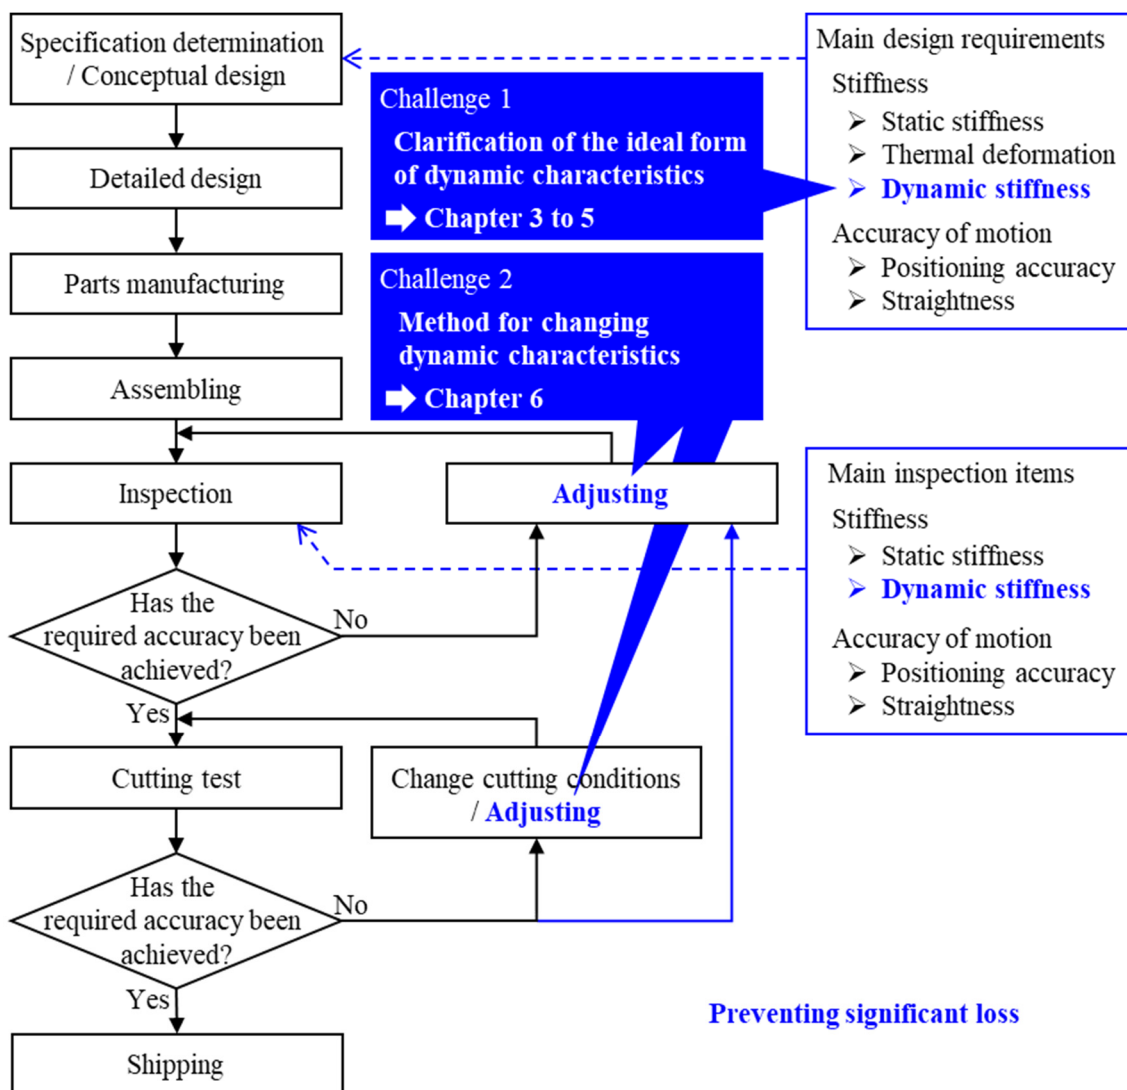 Specification determination
/ Conceptual design
Detailed design
Parts manufacturing
Assembling
Inspection
Has the
required accuracy been
achieved?
No
Yes
Cutting test
Has the
required accuracy been
achieved?
No
Yes
Shipping
Challenge 1
Clarification of the ideal form
of dynamic characteristics
Chapter 3 to 5
Challenge 2
Method for changing
dynamic characteristics
Chapter 6
Adjusting
Change cutting conditions
/ Adjusting
Main design requirements
Stiffness
Static stiffness
Thermal deformation
Dynamic stiffness
Accuracy of motion
Positioning accuracy
Straightness
Main inspection items
Stiffness
Static stiffness
Dynamic stiffness
Accuracy of motion
Positioning accuracy
Straightness
Preventing significant loss